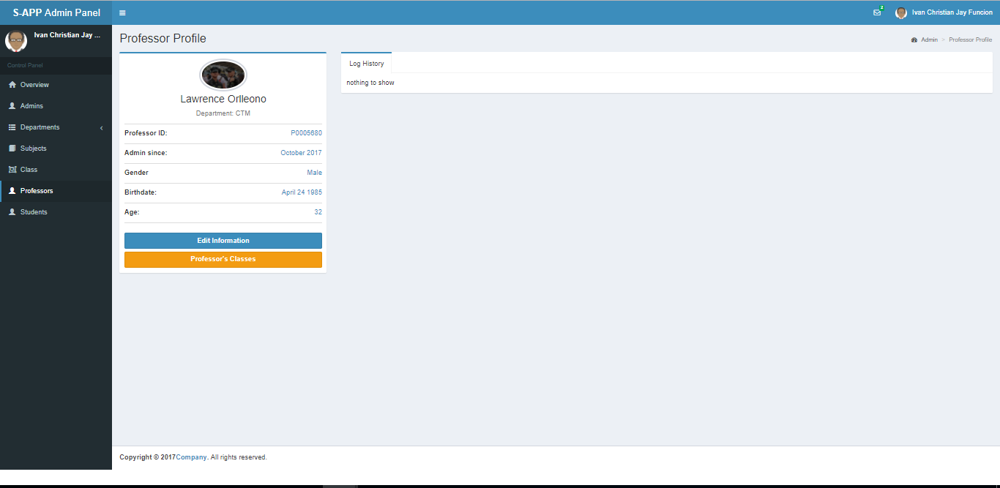 S-APP Admin Panel
2
Ivan Christian Jay Funcion
Ivan Christian Jay ...
Control Panel
Overview
Admins
Departments
Subjects
Class
Professors
Students
Professor Profile
Admin > Professor Profile
Lawrence Orlleono
Department: CTM
Professor ID: P0005680
Admin since: October 2017
Gender Male
Birthdate: April 24 1985
Age: 32
Edit Information
Professor's Classes
Log History
nothing to show
Copyright © 2017Company. All rights reserved.